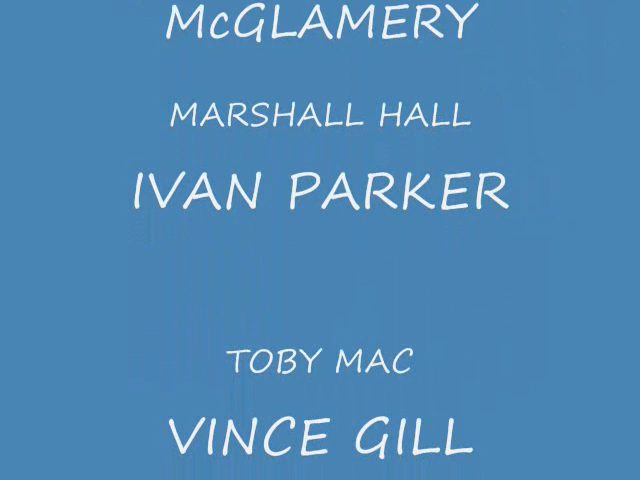 McGLAMERY
MARSHALL HALL
IVAN PARKER
TOBY MAC
VINCE GILL